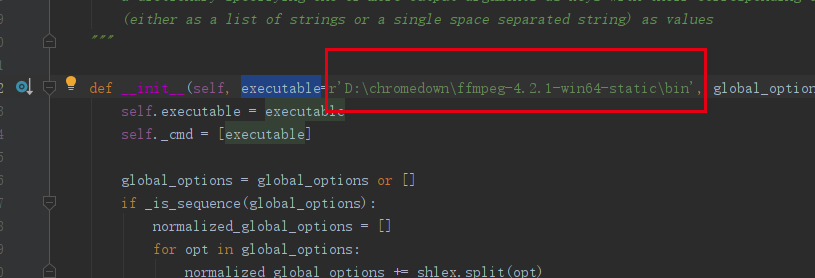 (either as a list of strings or a single space separated string) as values
"""
def __init__(self, executable=r'D:\chromedown\ffmpeg-4.2.1-win64-static\bin', global_option
self.executable = executable
self._cmd = [executable]
global_options = global_options or []
if _is_sequence(global_options):
normalized_global_options = []
for opt in global_options:
normalized_global_options += shlex.split(opt)